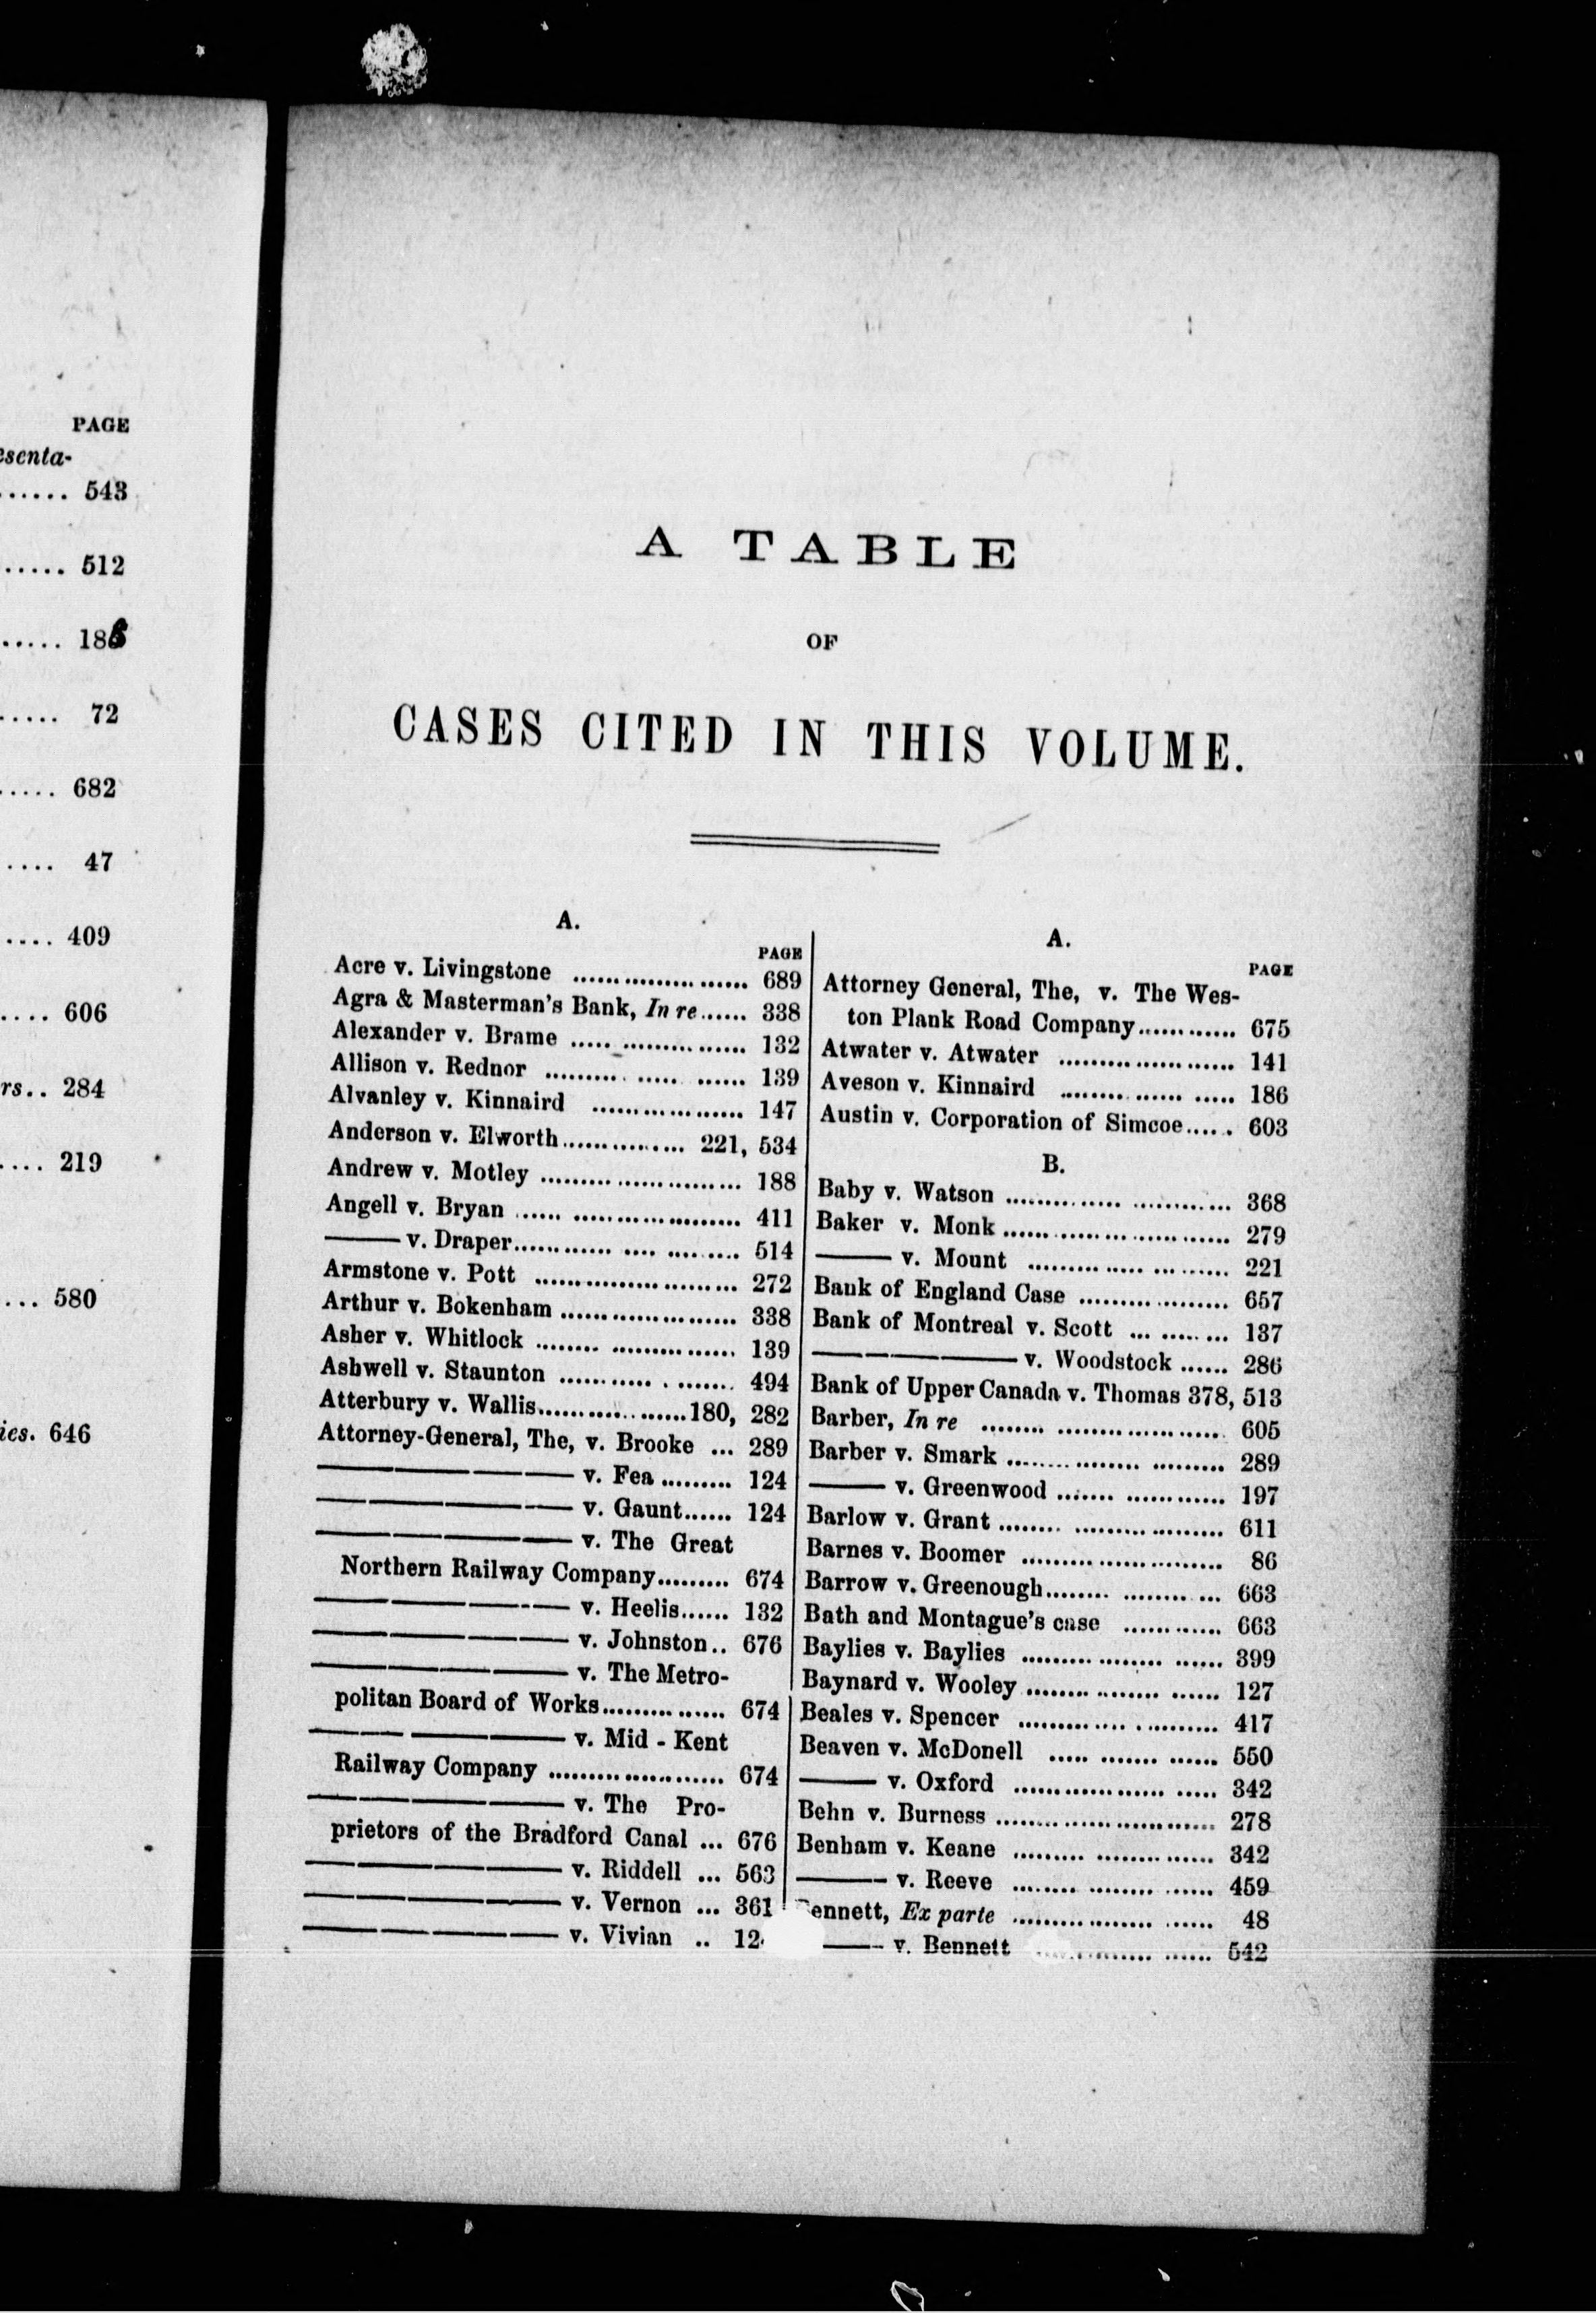 PAGE
esenta-
...... 543
..... 512
..... 186
..... 72
..... 682
.... 47
.... 409
.... 606
rs.. 284
.... 219
... 580
ies. 646
A TABLE
OF
CASES CITED IN THIS VOLUME.
A.
PAGE
Acre v. Livingstone .................. 689
Agra & Masterman's Bank, In re...... 338
Alexander v. Brame .................. 132
Allison v. Rednor .................. 139
Alvanley v. Kinnaird .................. 147
Anderson v. Elworth............... 221, 534
Andrew v. Motley ..................... 188
Angell v. Bryan ........................ 411
——— v. Draper........................ 514
Armstone v. Pott ..................... 272
Arthur v. Bokenham .................. 338
Asher v. Whitlock ..................... 139
Ashwell v. Staunton .................. 494
Atterbury v. Wallis..................180, 282
Attorney-General, The, v. Brooke ... 289
—————— v. Fea ......... 124
—————— v. Gaunt...... 124
—————— v. The Great
Northern Railway Company......... 674
—————— v. Heelis...... 132
—————— v. Johnston.. 676
—————— v. The Metro-
politan Board of Works............... 674
—————— v. Mid - Kent
Railway Company ..................... 674
—————— v. The Pro-
prietors of the Bradford Canal ... 676
—————— v. Riddell ... 563
—————— v. Vernon ... 361
—————— v. Vivian .. 12
A.
PAGE
Attorney General, The, v. The Wes-
ton Plank Road Company............ 675
Atwater v. Atwater ..................... 141
Aveson v. Kinnaird ..................... 186
Austin v. Corporation of Simcoe..... 603
B.
Baby v. Watson ........................ 368
Baker v. Monk........................... 279
——— v. Mount ........................ 221
Bank of England Case .................. 657
Bank of Montreal v. Scott ............ 137
—————— v. Woodstock ...... 286
Bank of Upper Canada v. Thomas 378, 513
Barber, In re ........................... 605
Barber v. Smark ........................ 289
——— v. Greenwood .................. 197
Barlow v. Grant ........................ 611
Barnes v. Boomer ..................... 86
Barrow v. Greenough.................. 663
Bath and Montague's case ............ 663
Baylies v. Baylies ..................... 399
Baynard v. Wooley ..................... 127
Beales v. Spencer ..................... 417
Beaven v. McDonell .................. 550
——— v. Oxford ..................... 342
Behn v. Burness ........................ 278
Benham v. Keane ..................... 342
——— v. Reeve ..................... 459
ennett, Ex parte ..................... 48
——— v. Bennett ..................... 542